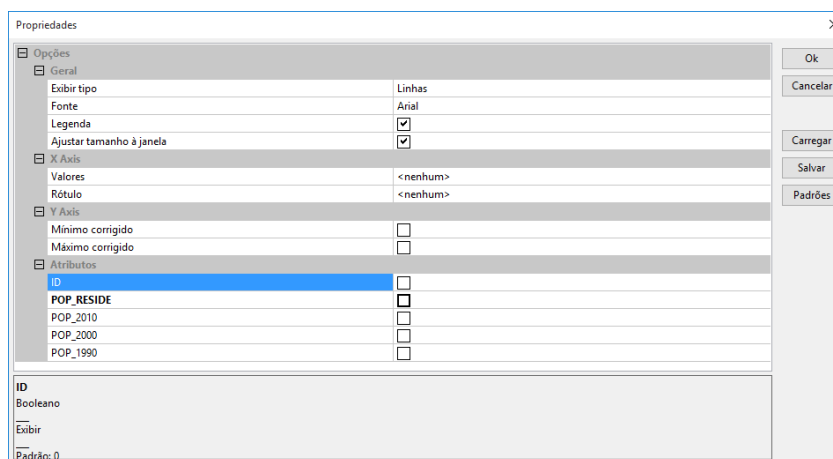 Propriedades
Opções
Geral
Exibir tipo Linhas
Fonte Arial
Legenda
Ajustar tamanho à janela
X Axis
Valores <nenhum>
Rótulo <nenhum>
Y Axis
Mínimo corrigido
Máximo corrigido
Atributos
ID
POP_RESIDE
POP_2010
POP_2000
POP_1990
Ok
Cancelar
Carregar
Salvar
Padrões
ID
Booleano
Exibir
Padrão: 0